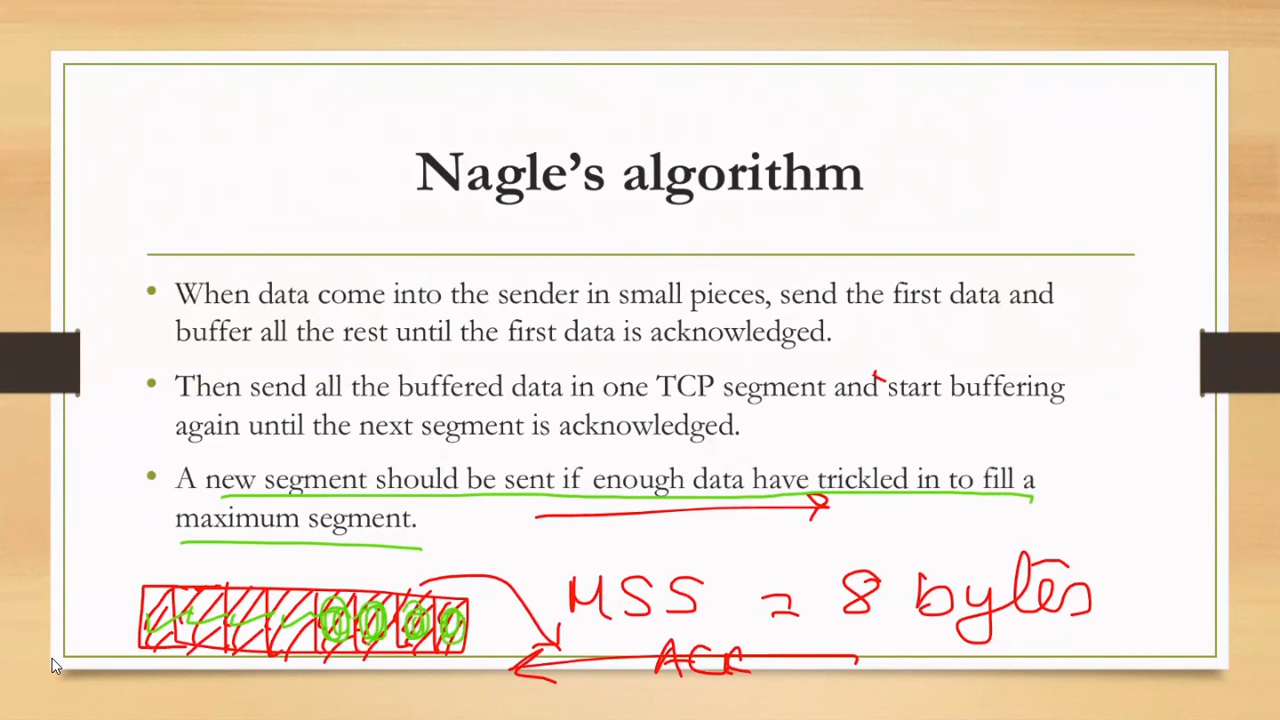 Nagle's algorithm
• When data come into the sender in small pieces, send the first data and
buffer all the rest until the first data is acknowledged.
• Then send all the buffered data in one TCP segment and start buffering
again until the next segment is acknowledged.
• A new segment should be sent if enough data have trickled in to fill a
maximum segment.
MSS = 8 bytes
ACK